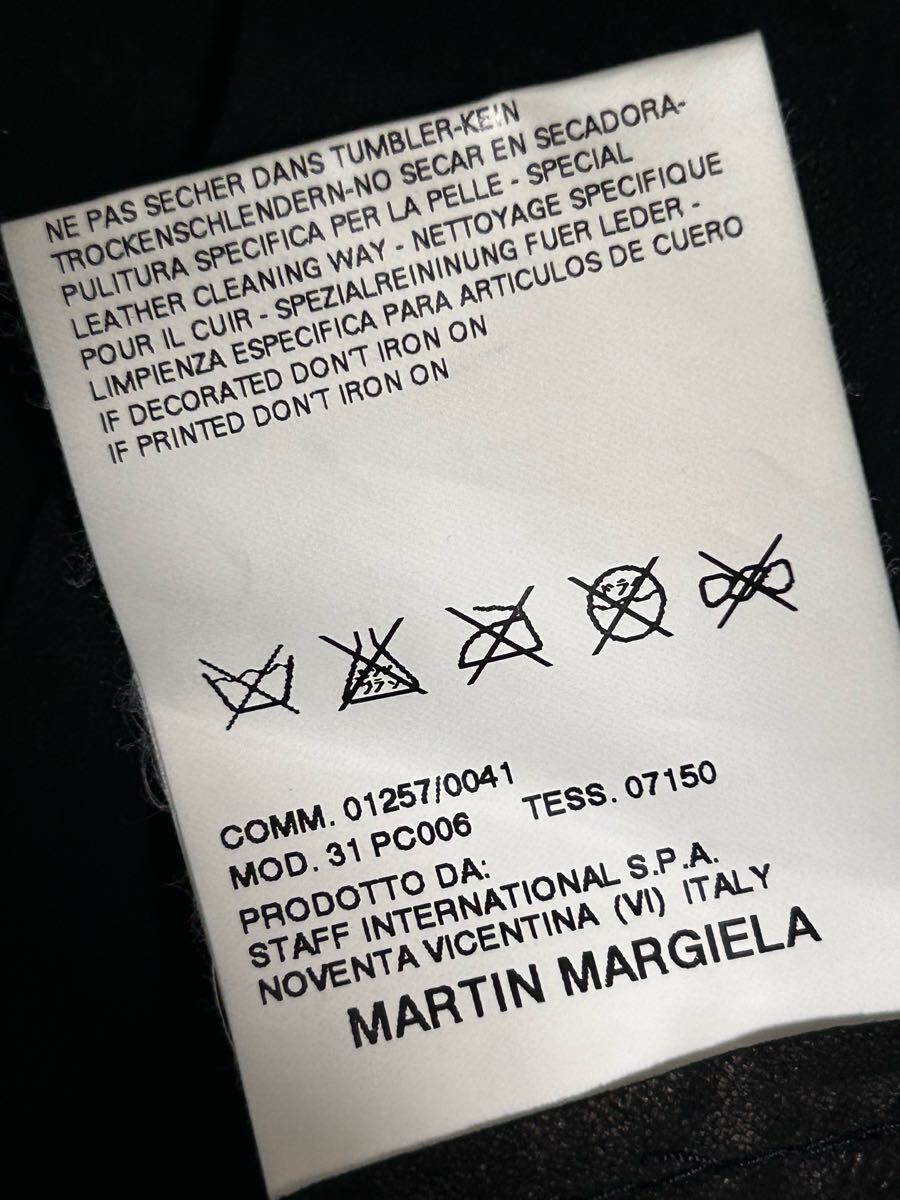 NE PAS SECHER DANS TUMBLER-KEIN
TROCKENSCHLENDERN-NO SECAR EN SECADORA-
PULITURA SPECIFICA PER LA PELLE - SPECIAL
LEATHER CLEANING WAY - NETTOYAGE SPECIFIQUE
POUR IL CUIR - SPEZIALREININUNG FUER LEDER -
LIMPIENZA ESPECIFICA PARA ARTICULOS DE CUERO
IF DECORATED DON'T IRON ON
IF PRINTED DON'T IRON ON
COMM. 01257/0041
MOD. 31 PC006 TESS. 07150
PRODOTTO DA:
STAFF INTERNATIONAL S.P.A.
NOVENTA VICENTINA (VI) ITALY
MARTIN MARGIELA